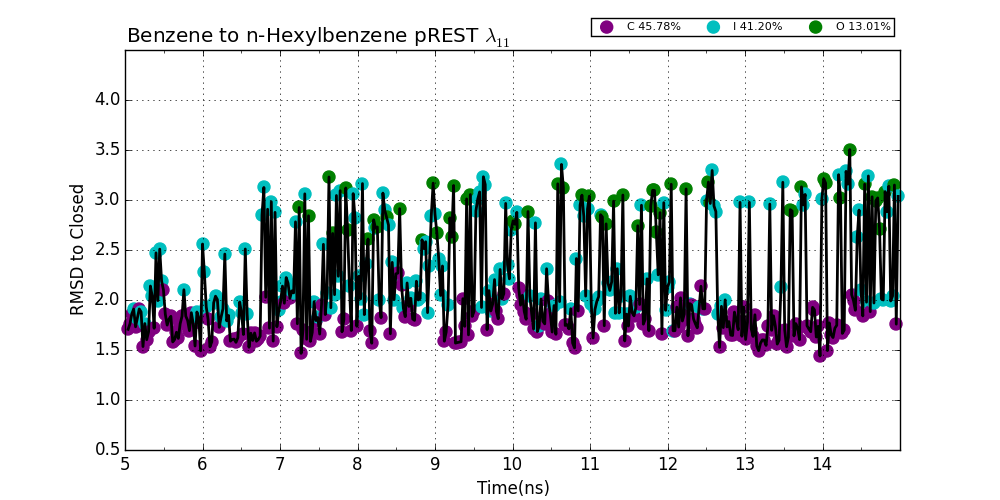 Benzene to n-Hexylbenzene pREST λ₁₁
C 45.78% I 41.20% O 13.01%
RMSD to Closed
4.0
3.5
3.0
2.5
2.0
1.5
1.0
0.5
5 6 7 8 9 10 11 12 13 14
Time(ns)